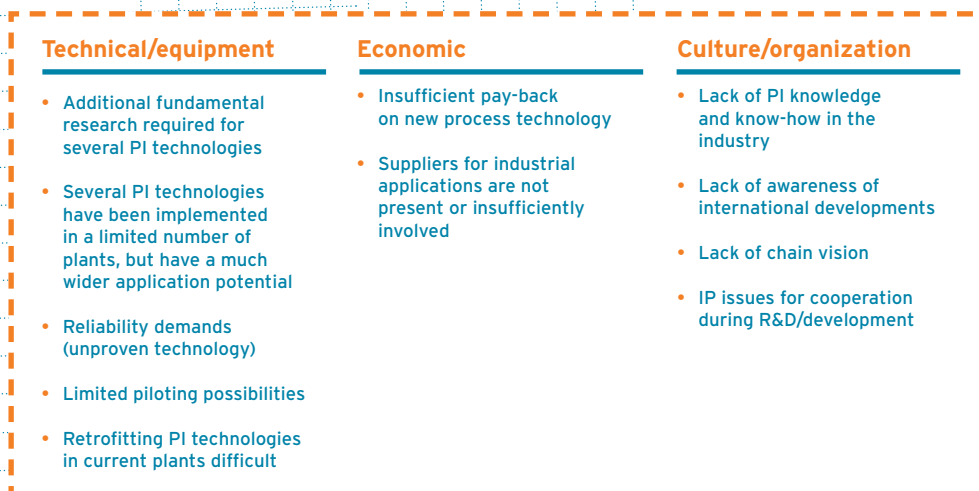 Technical/equipment
• Additional fundamental
research required for
several PI technologies
• Several PI technologies
have been implemented
in a limited number of
plants, but have a much
wider application potential
• Reliability demands
(unproven technology)
• Limited piloting possibilities
• Retrofitting PI technologies
in current plants difficult
Economic
• Insufficient pay-back
on new process technology
• Suppliers for industrial
applications are not
present or insufficiently
involved
Culture/organization
• Lack of PI knowledge
and know-how in the
industry
• Lack of awareness of
international developments
• Lack of chain vision
• IP issues for cooperation
during R&D/development